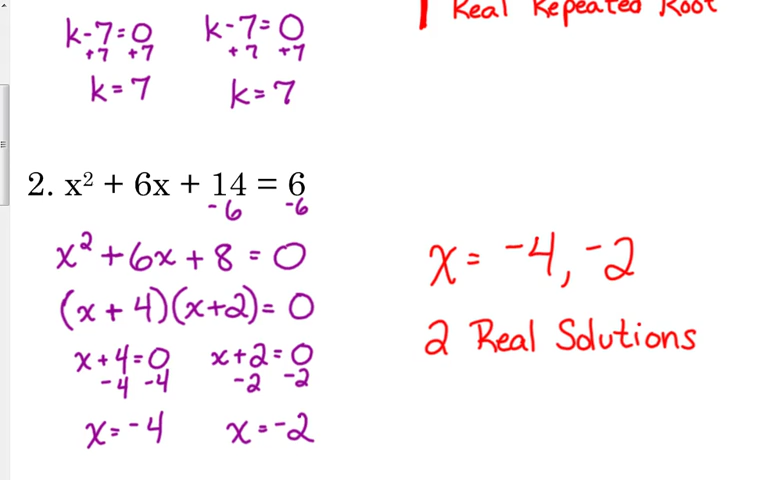 k-7=0 k-7=0 1 Real Repeated Root
+7 +7 +7 +7
k=7 k=7
2. x² + 6x + 14 = 6
-6 -6
x² + 6x + 8 = 0
(x + 4)(x+2) = 0
x+4=0 x+2=0
-4 -4 -2 -2
x=-4 x=-2
x = -4, -2
2 Real Solutions